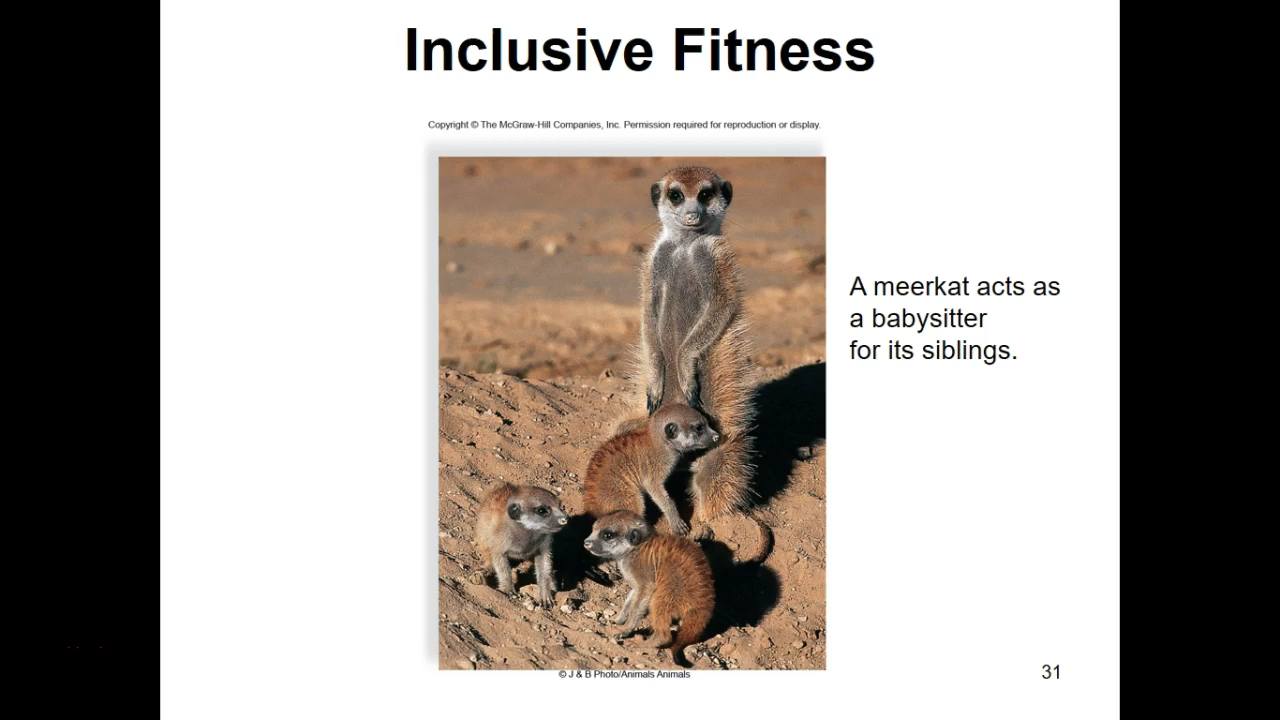 Inclusive Fitness
Copyright © The McGraw-Hill Companies, Inc. Permission required for reproduction or display.
A meerkat acts as
a babysitter
for its siblings.
© J & B Photo/Animals Animals
31